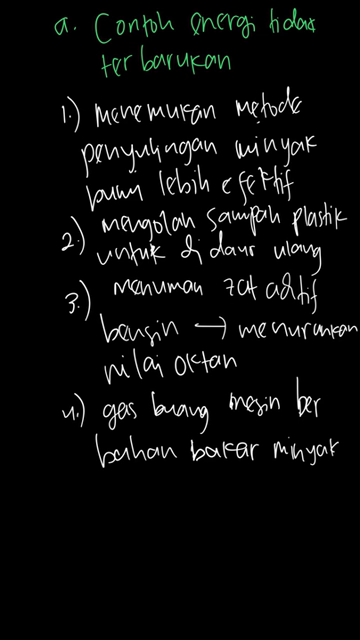 a. Contoh energi tidak
terbarukan
1.) menemukan metode
penyulingan minyak
bumi lebih efektif
2.) mengolah sampah plastik
untuk di daur ulang
3.) menuman zat aditif
bensin → menurunkan
nilai oktan
4.) gas buang mesin ber
bahan bakar minyak